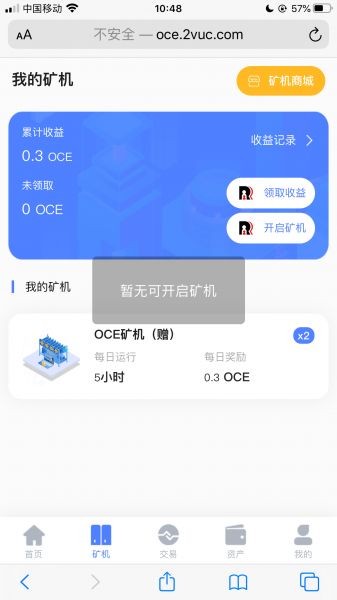 中国移动
10:48
57%
AA
不安全 — oce.2vuc.com
我的矿机
矿机商城
累计收益
0.3 OCE
收益记录
未领取
0 OCE
领取收益
开启矿机
我的矿机
暂无可开启矿机
OCE矿机（赠）
x2
每日运行
每日奖励
5小时
0.3 OCE
首页
矿机
交易
资产
我的